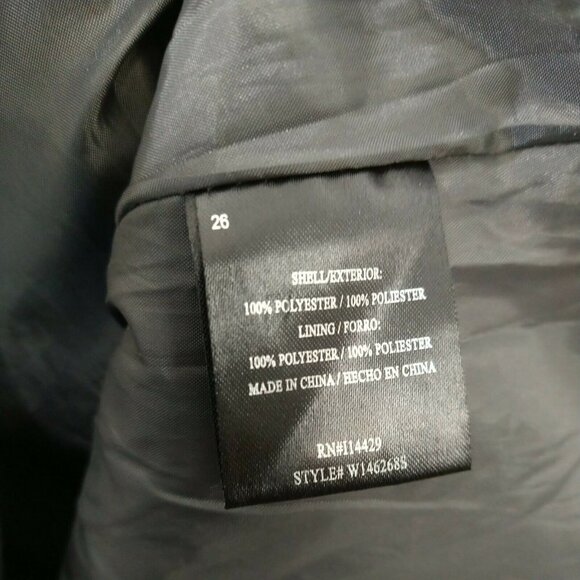 26
SHELL/EXTERIOR:
100% POLYESTER / 100% POLIESTER
LINING / FORRO:
100% POLYESTER / 100% POLIESTER
MADE IN CHINA / HECHO EN CHINA
RN#114429
STYLE# W146268S